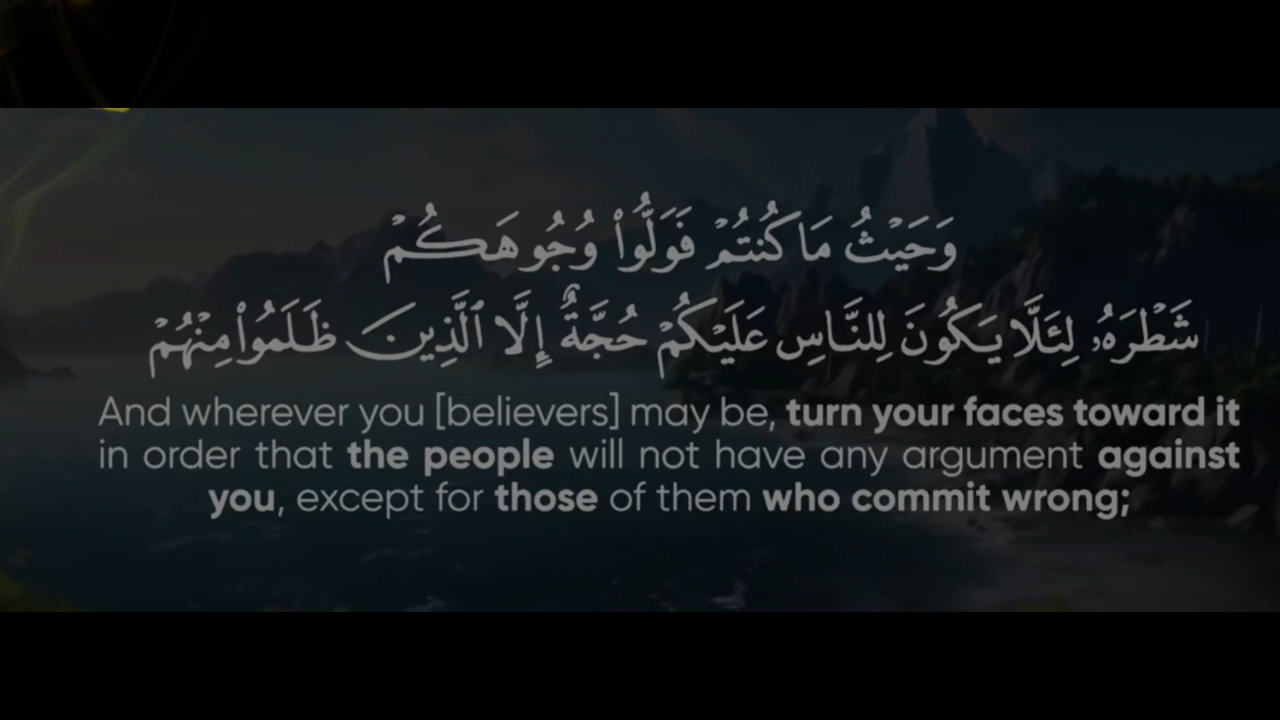 وَحَيْثُ مَا كُنتُمْ فَوَلُّوا۟ وُجُوهَكُمْ
شَطْرَهُۥ لِئَلَّا يَكُونَ لِلنَّاسِ عَلَيْكُمْ حُجَّةٌ إِلَّا ٱلَّذِينَ ظَلَمُوا۟ مِنْهُمْ
And wherever you [believers] may be, turn your faces toward it
in order that the people will not have any argument against
you, except for those of them who commit wrong;